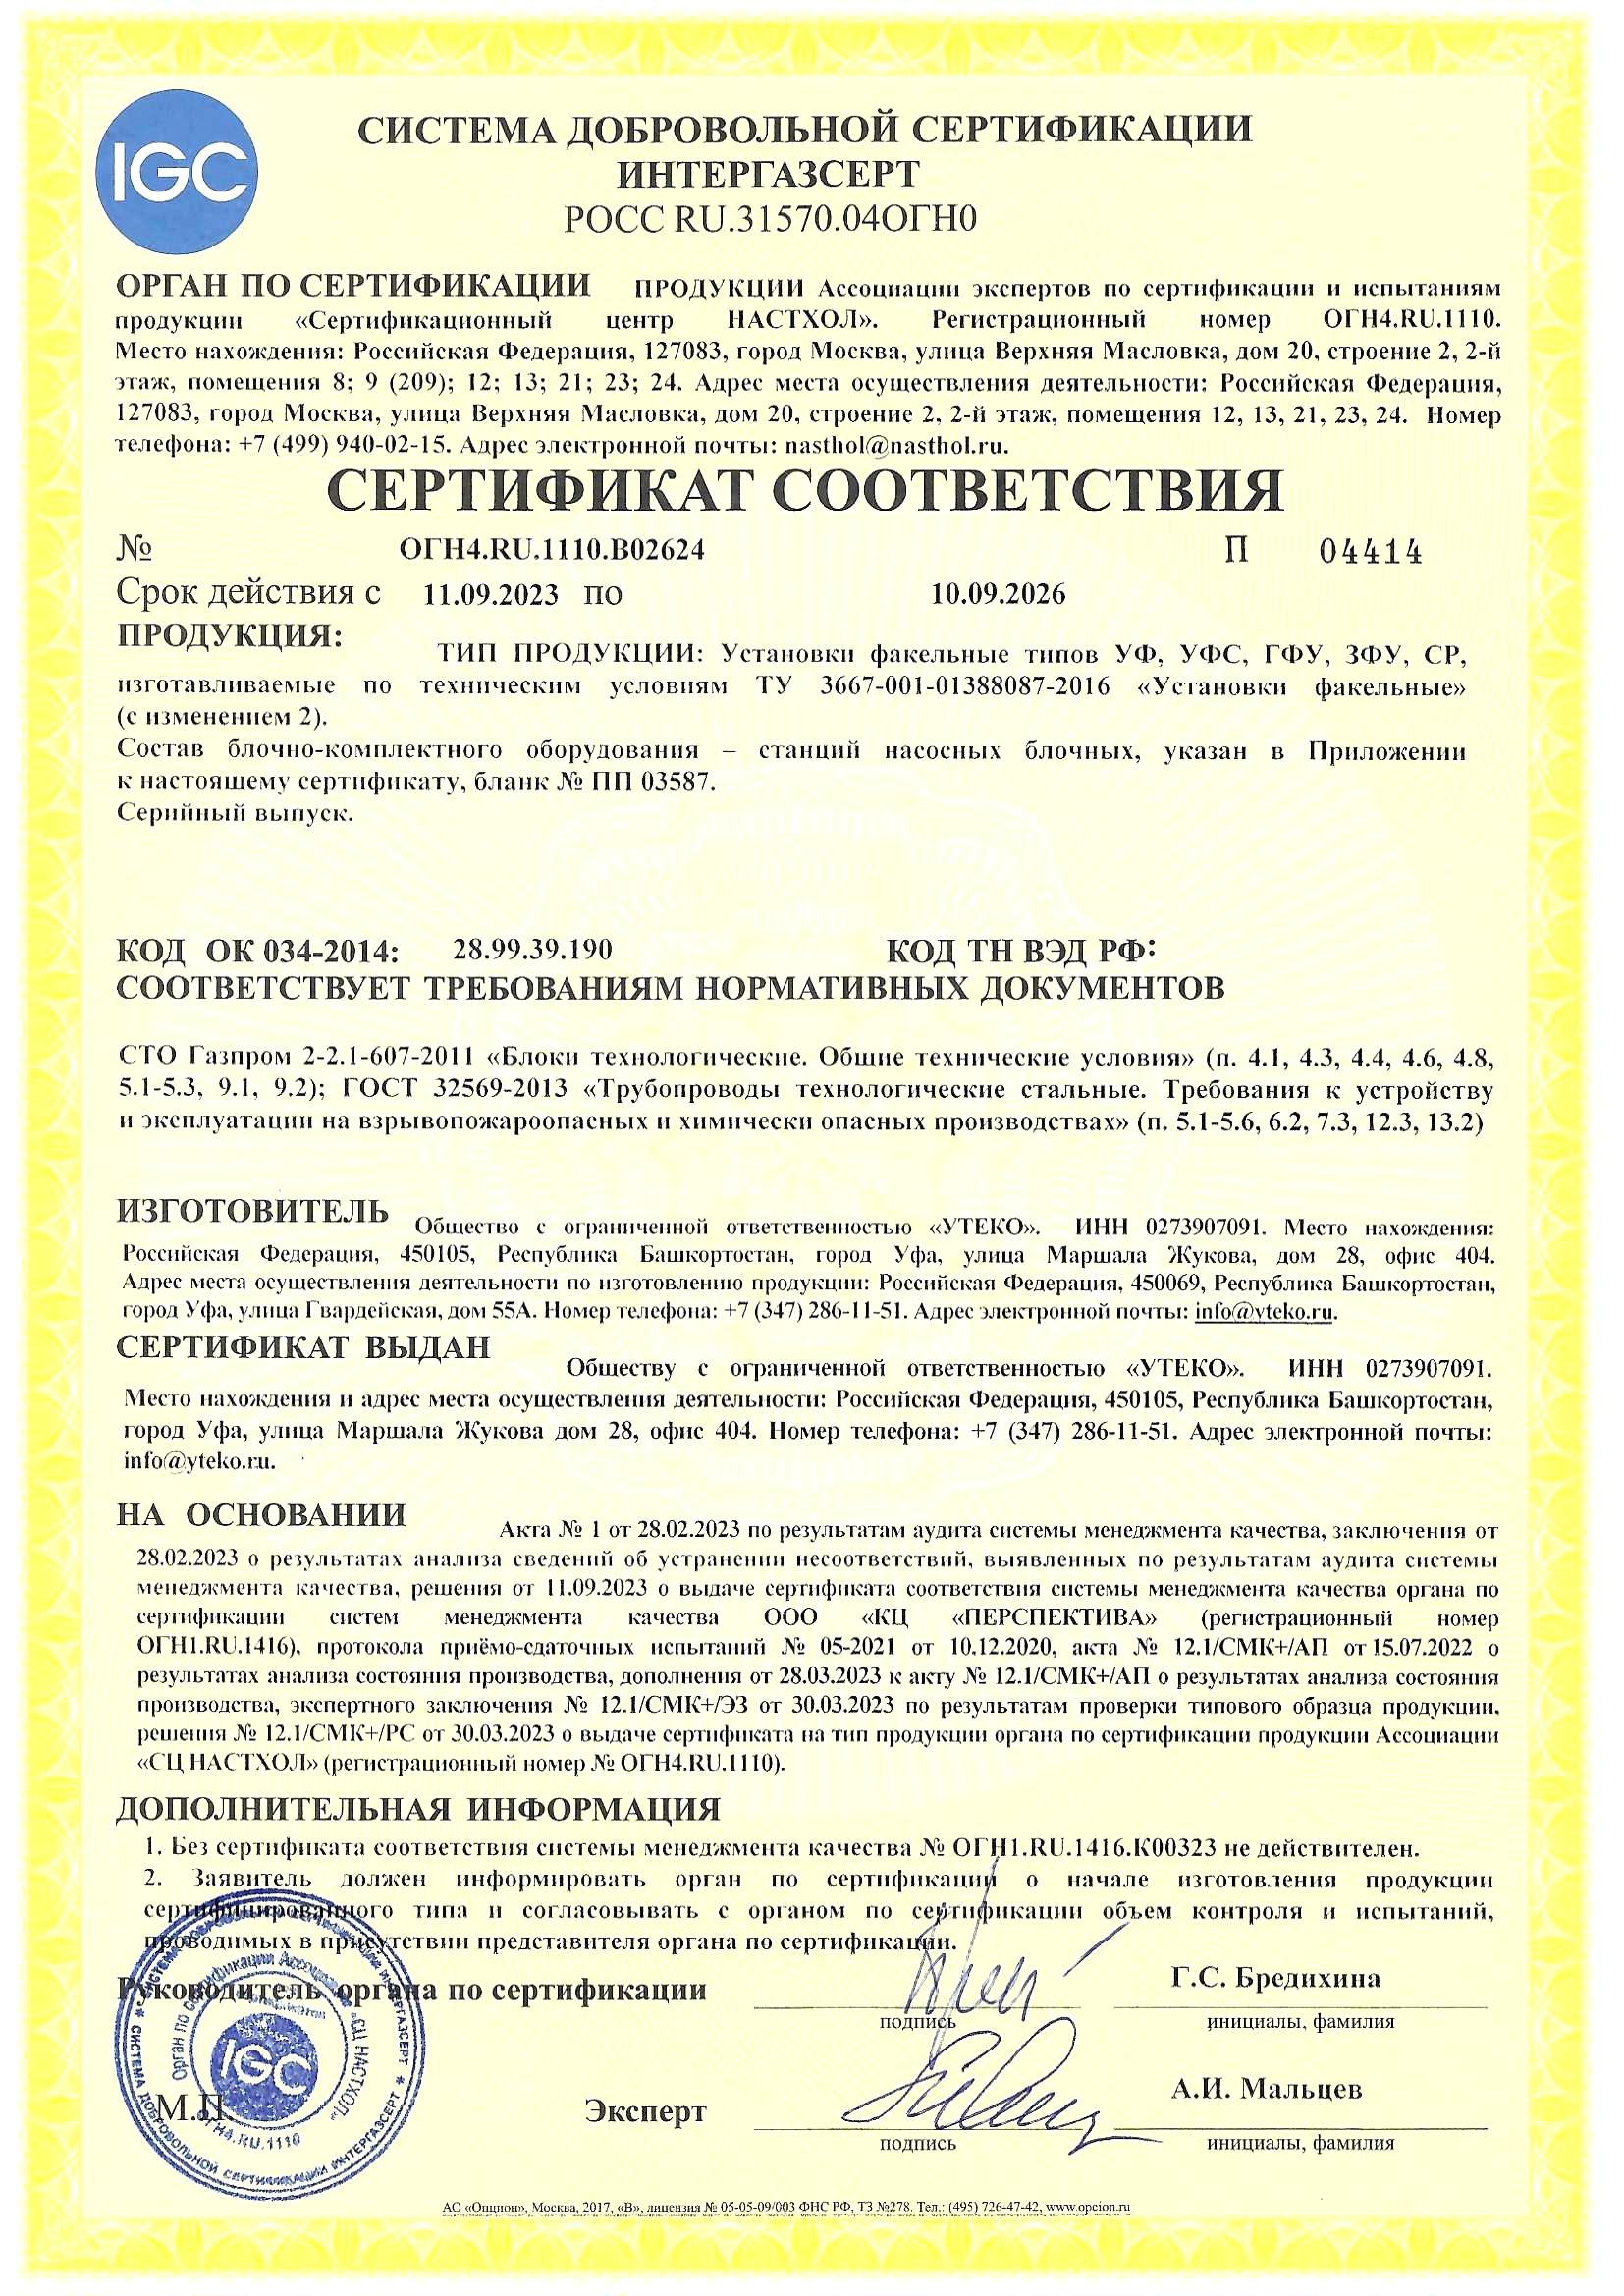 IGC
СИСТЕМА ДОБРОВОЛЬНОЙ СЕРТИФИКАЦИИ
ИНТЕРГАЗСЕРТ
РОСС RU.31570.04ОГН0
ОРГАН ПО СЕРТИФИКАЦИИ ПРОДУКЦИИ Ассоциации экспертов по сертификации и испытаниям
продукции «Сертификационный центр НАСТХОЛ». Регистрационный номер ОГН4.RU.1110.
Место нахождения: Российская Федерация, 127083, город Москва, улица Верхняя Масловка, дом 20, строение 2, 2-й
этаж, помещения 8; 9 (209); 12; 13; 21; 23; 24. Адрес места осуществления деятельности: Российская Федерация,
127083, город Москва, улица Верхняя Масловка, дом 20, строение 2, 2-й этаж, помещения 12, 13, 21, 23, 24. Номер
телефона: +7 (499) 940-02-15. Адрес электронной почты: nasthol@nasthol.ru.
СЕРТИФИКАТ СООТВЕТСТВИЯ
№ ОГН4.RU.1110.В02624 П 04414
Срок действия с 11.09.2023 по 10.09.2026
ПРОДУКЦИЯ:
ТИП ПРОДУКЦИИ: Установки факельные типов УФ, УФС, ГФУ, ЗФУ, СР,
изготавливаемые по техническим условиям ТУ 3667-001-01388087-2016 «Установки факельные»
(с изменением 2).
Состав блочно-комплектного оборудования – станций насосных блочных, указан в Приложении
к настоящему сертификату, бланк № ПП 03587.
Серийный выпуск.
КОД ОК 034-2014: 28.99.39.190 КОД ТН ВЭД РФ:
СООТВЕТСТВУЕТ ТРЕБОВАНИЯМ НОРМАТИВНЫХ ДОКУМЕНТОВ
СТО Газпром 2-2.1-607-2011 «Блоки технологические. Общие технические условия» (п. 4.1, 4.3, 4.4, 4.6, 4.8,
5.1-5.3, 9.1, 9.2); ГОСТ 32569-2013 «Трубопроводы технологические стальные. Требования к устройству
и эксплуатации на взрывопожароопасных и химически опасных производствах» (п. 5.1-5.6, 6.2, 7.3, 12.3, 13.2)
ИЗГОТОВИТЕЛЬ Общество с ограниченной ответственностью «УТЕКО». ИНН 0273907091. Место нахождения:
Российская Федерация, 450105, Республика Башкортостан, город Уфа, улица Маршала Жукова, дом 28, офис 404.
Адрес места осуществления деятельности по изготовлению продукции: Российская Федерация, 450069, Республика Башкортостан,
город Уфа, улица Гвардейская, дом 55А. Номер телефона: +7 (347) 286-11-51. Адрес электронной почты: info@yteko.ru.
СЕРТИФИКАТ ВЫДАН Обществу с ограниченной ответственностью «УТЕКО». ИНН 0273907091.
Место нахождения и адрес места осуществления деятельности: Российская Федерация, 450105, Республика Башкортостан,
город Уфа, улица Маршала Жукова дом 28, офис 404. Номер телефона: +7 (347) 286-11-51. Адрес электронной почты:
info@yteko.ru.
НА ОСНОВАНИИ Акта № 1 от 28.02.2023 по результатам аудита системы менеджмента качества, заключения от
28.02.2023 о результатах анализа сведений об устранении несоответствий, выявленных по результатам аудита системы
менеджмента качества, решения от 11.09.2023 о выдаче сертификата соответствия системы менеджмента качества органа по
сертификации систем менеджмента качества ООО «КЦ «ПЕРСПЕКТИВА» (регистрационный номер
ОГН1.RU.1416), протокола приёмо-сдаточных испытаний № 05-2021 от 10.12.2020, акта № 12.1/СМК+/АП от 15.07.2022 о
результатах анализа состояния производства, дополнения от 28.03.2023 к акту № 12.1/СМК+/АП о результатах анализа состояния
производства, экспертного заключения № 12.1/СМК+/ЭЗ от 30.03.2023 по результатам проверки типового образца продукции,
решения № 12.1/СМК+/РС от 30.03.2023 о выдаче сертификата на тип продукции органа по сертификации продукции Ассоциации
«СЦ НАСТХОЛ» (регистрационный номер № ОГН4.RU.1110).
ДОПОЛНИТЕЛЬНАЯ ИНФОРМАЦИЯ
1. Без сертификата соответствия системы менеджмента качества № ОГН1.RU.1416.К00323 не действителен.
2. Заявитель должен информировать орган по сертификации о начале изготовления продукции
сертифицированного типа и согласовывать с органом по сертификации объем контроля и испытаний,
проводимых в присутствии представителя органа по сертификации.
Руководитель органа по сертификации Г.С. Бредихина
подпись инициалы, фамилия
М.П. Эксперт А.И. Мальцев
подпись инициалы, фамилия
СИСТЕМА ДОБРОВОЛЬНОЙ СЕРТИФИКАЦИИ ИНТЕРГАЗСЕРТ
Орган по сертификации Ассоциации «СЦ НАСТХОЛ»
IGC
ОГН4.RU.1110
АО «Опцион», Москва, 2017, «В», лицензия № 05-05-09/003 ФНС РФ, ТЗ №278. Тел.: (495) 726-47-42, www.opcion.ru